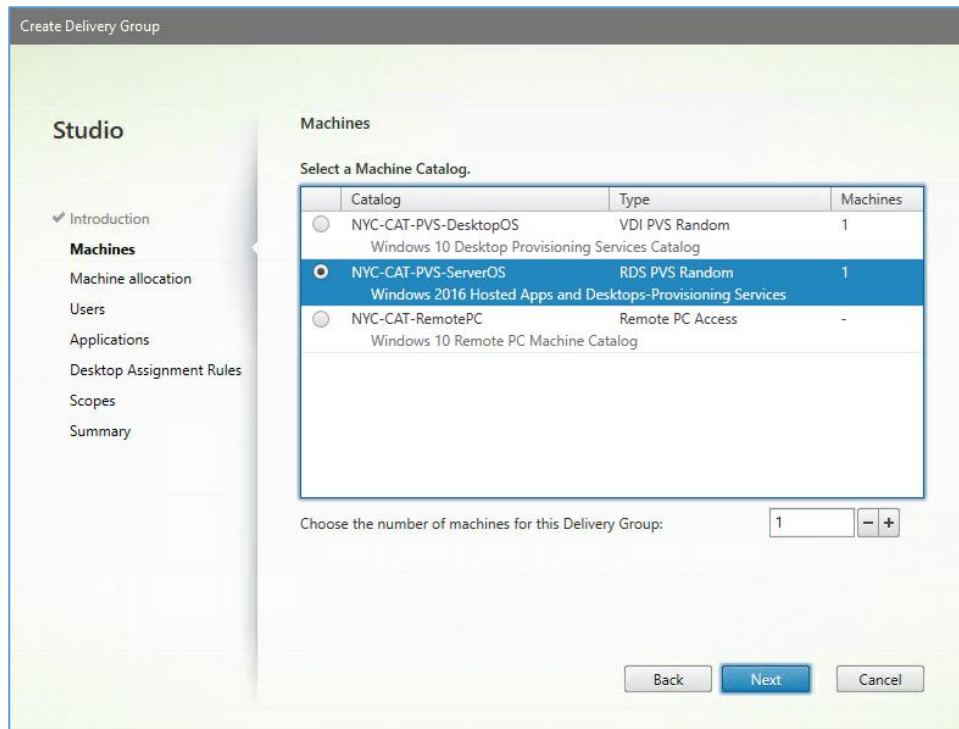 Create Delivery Group
Studio
Introduction
Machines
Machine allocation
Users
Applications
Desktop Assignment Rules
Scopes
Summary
Machines
Select a Machine Catalog.
Catalog Type Machines
NYC-CAT-PVS-DesktopOS VDI PVS Random 1
Windows 10 Desktop Provisioning Services Catalog
NYC-CAT-PVS-ServerOS RDS PVS Random 1
Windows 2016 Hosted Apps and Desktops-Provisioning Services
NYC-CAT-RemotePC Remote PC Access -
Windows 10 Remote PC Machine Catalog
Choose the number of machines for this Delivery Group: 1 - +
Back Next Cancel